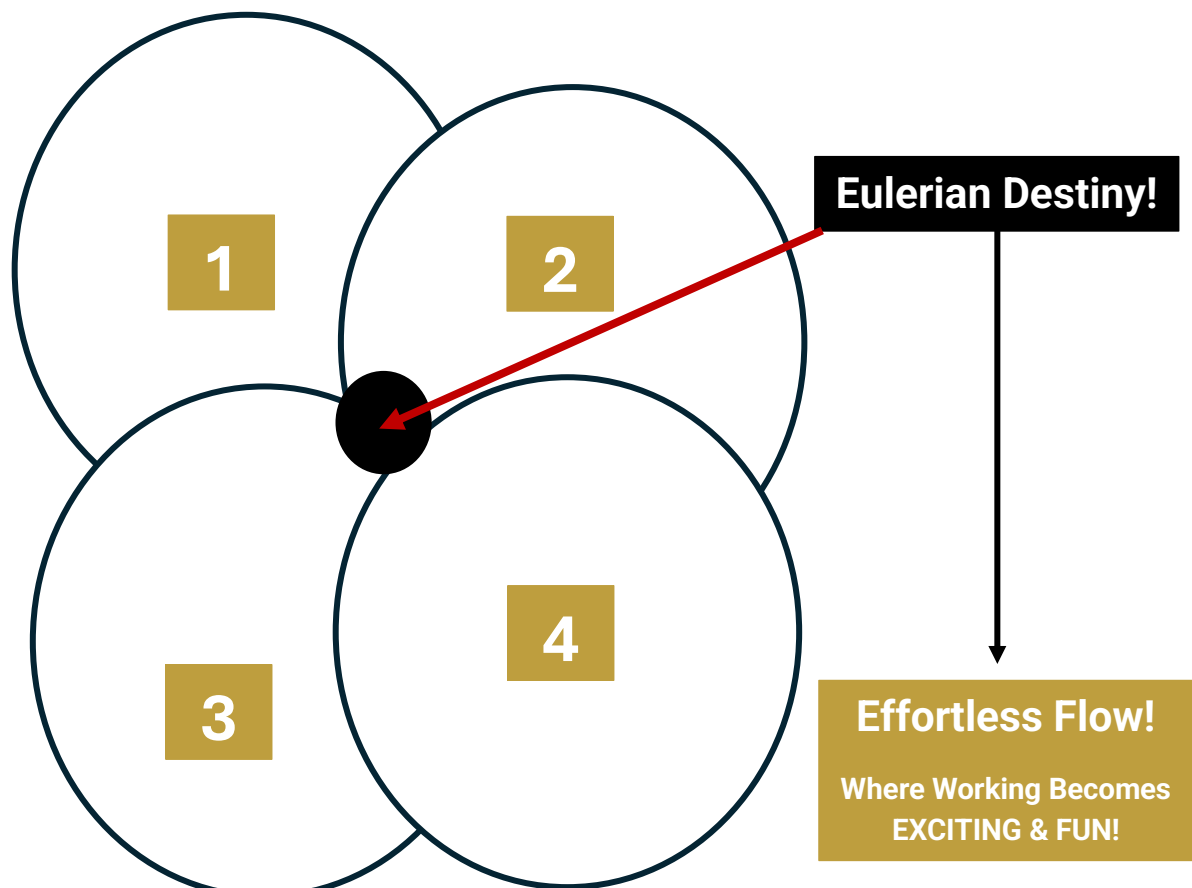 1
2
Eulerian Destiny!
3
4
Effortless Flow!
Where Working Becomes
EXCITING & FUN!